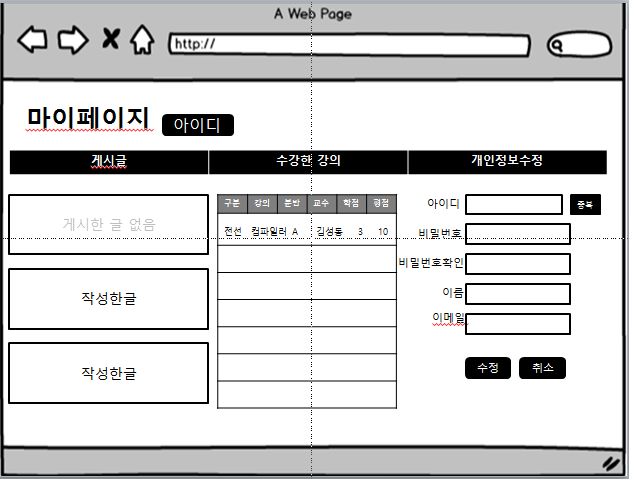 A Web Page
http://
마이페이지 아이디
게시글 수강한 강의 개인정보수정
게시한 글 없음
작성한글
작성한글
구분 강의 분반 교수 학점 평점
전선 컴파일러 A 김성동 3 10
아이디 중복
비밀번호
비밀번호확인
이름
이메일
수정 취소